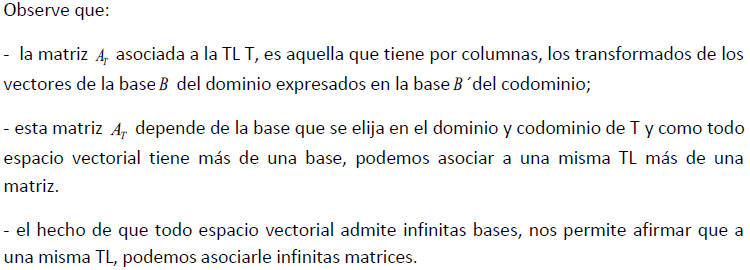 Observe que:
- la matriz A_T asociada a la TL T, es aquella que tiene por columnas, los transformados de los
vectores de la base B del dominio expresados en la base B´del codominio;
- esta matriz A_T depende de la base que se elija en el dominio y codominio de T y como todo
espacio vectorial tiene más de una base, podemos asociar a una misma TL más de una
matriz.
- el hecho de que todo espacio vectorial admite infinitas bases, nos permite afirmar que a
una misma TL, podemos asociarle infinitas matrices.